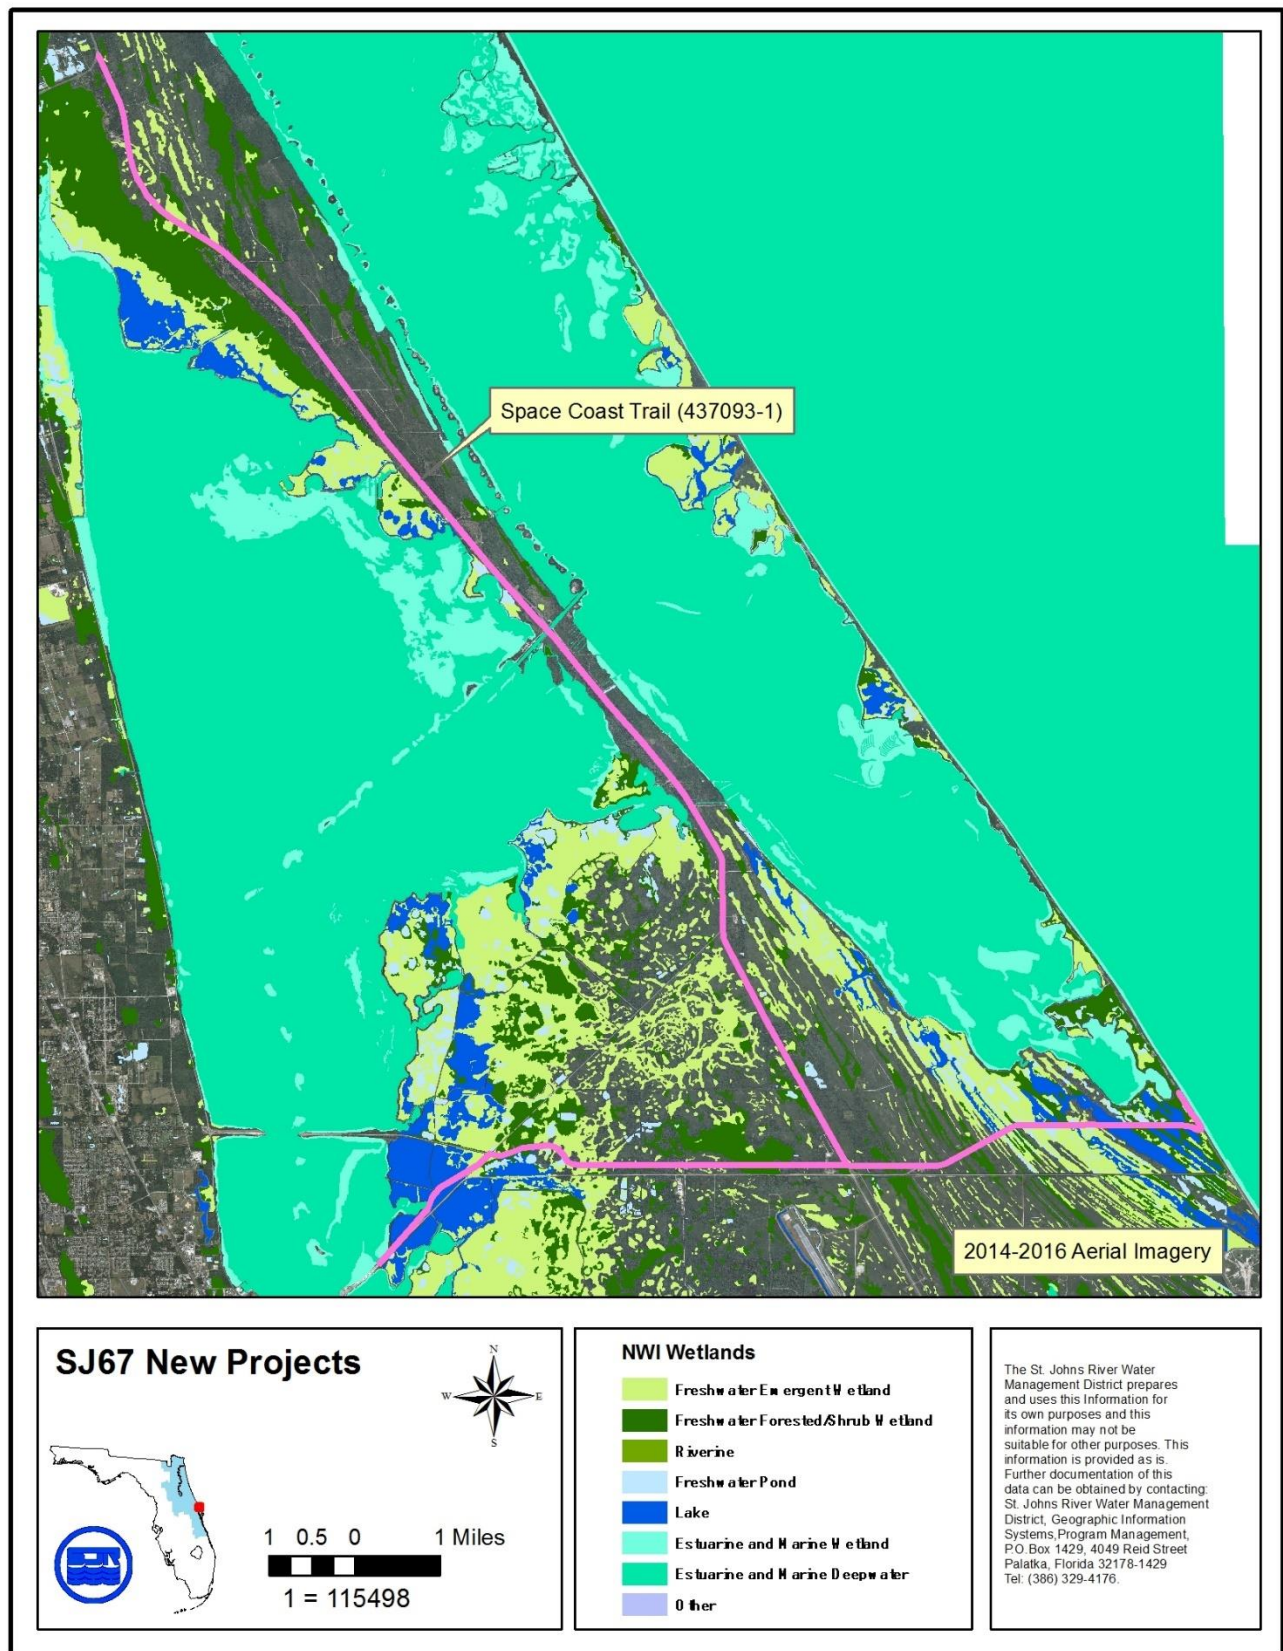 Space Coast Trail (437093-1)
2014-2016 Aerial Imagery
SJ67 New Projects
N
W
E
S
1 0.5 0 1 Miles
1 = 115498
NWI Wetlands
Freshwater Emergent Wetland
Freshwater Forested/Shrub Wetland
Riverine
Freshwater Pond
Lake
Estuarine and Marine Wetland
Estuarine and Marine Deepwater
Other
The St. Johns River Water
Management District prepares
and uses this Information for
its own purposes and this
information may not be
suitable for other purposes. This
information is provided as is.
Further documentation of this
data can be obtained by contacting:
St. Johns River Water Management
District, Geographic Information
Systems,Program Management,
P.O.Box 1429, 4049 Reid Street
Palatka, Florida 32178-1429
Tel: (386) 329-4176.